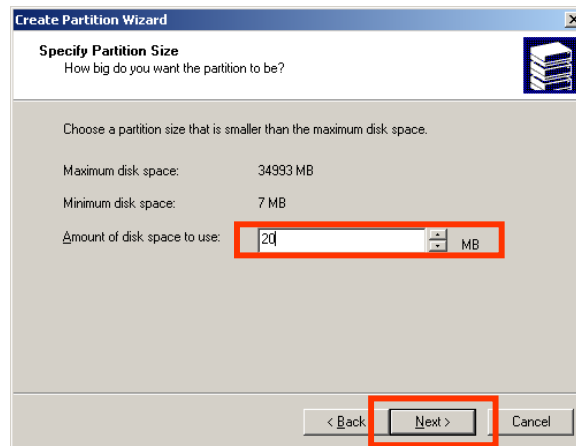 Create Partition Wizard
Specify Partition Size
How big do you want the partition to be?
Choose a partition size that is smaller than the maximum disk space.
Maximum disk space: 34993 MB
Minimum disk space: 7 MB
Amount of disk space to use: 20 MB
< Back Next > Cancel